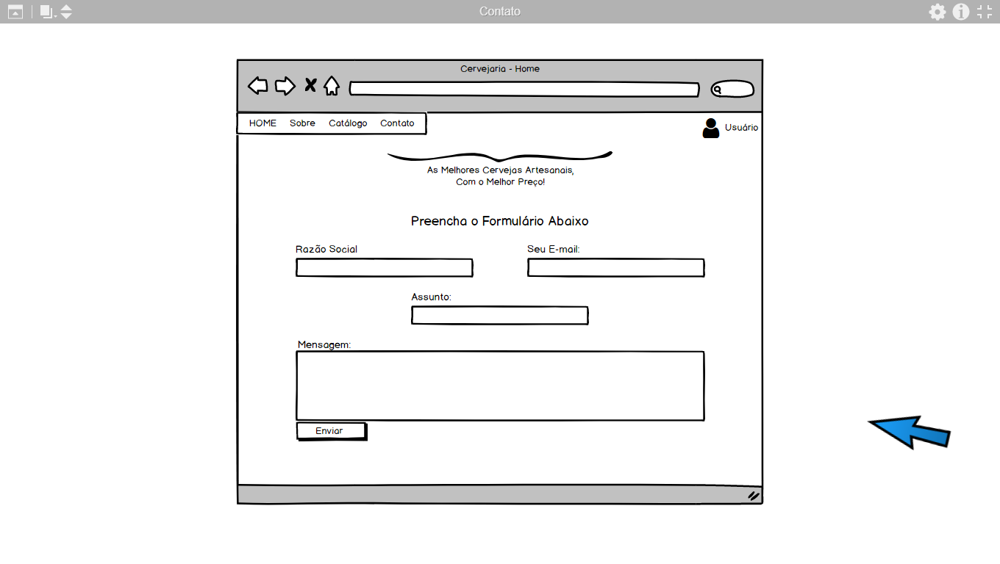 Contato
Cervejaria - Home
HOME Sobre Catálogo Contato
Usuário
As Melhores Cervejas Artesanais,
Com o Melhor Preço!
Preencha o Formulário Abaixo
Razão Social
Seu E-mail:
Assunto:
Mensagem:
Enviar